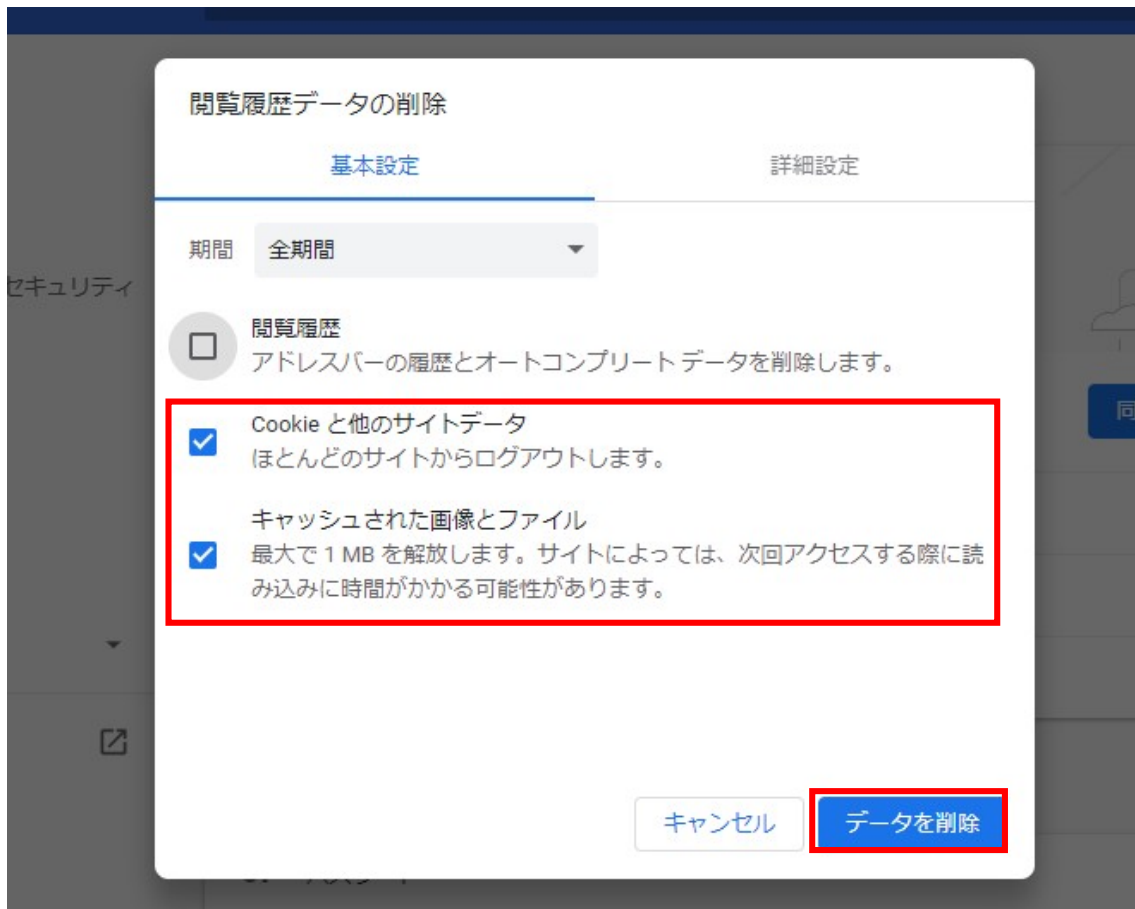 閲覧履歴データの削除
基本設定
詳細設定
期間
全期間
セキュリティ
閲覧履歴
アドレスバーの履歴とオートコンプリート データを削除します。
同
Cookie と他のサイトデータ
ほとんどのサイトからログアウトします。
キャッシュされた画像とファイル
最大で 1 MB を解放します。サイトによっては、次回アクセスする際に読
み込みに時間がかかる可能性があります。
キャンセル
データを削除